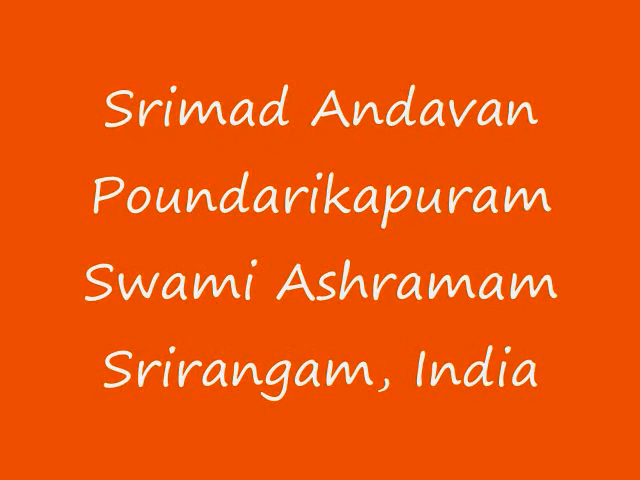 Srimad Andavan
Poundarikapuram
Swami Ashramam
Srirangam, India